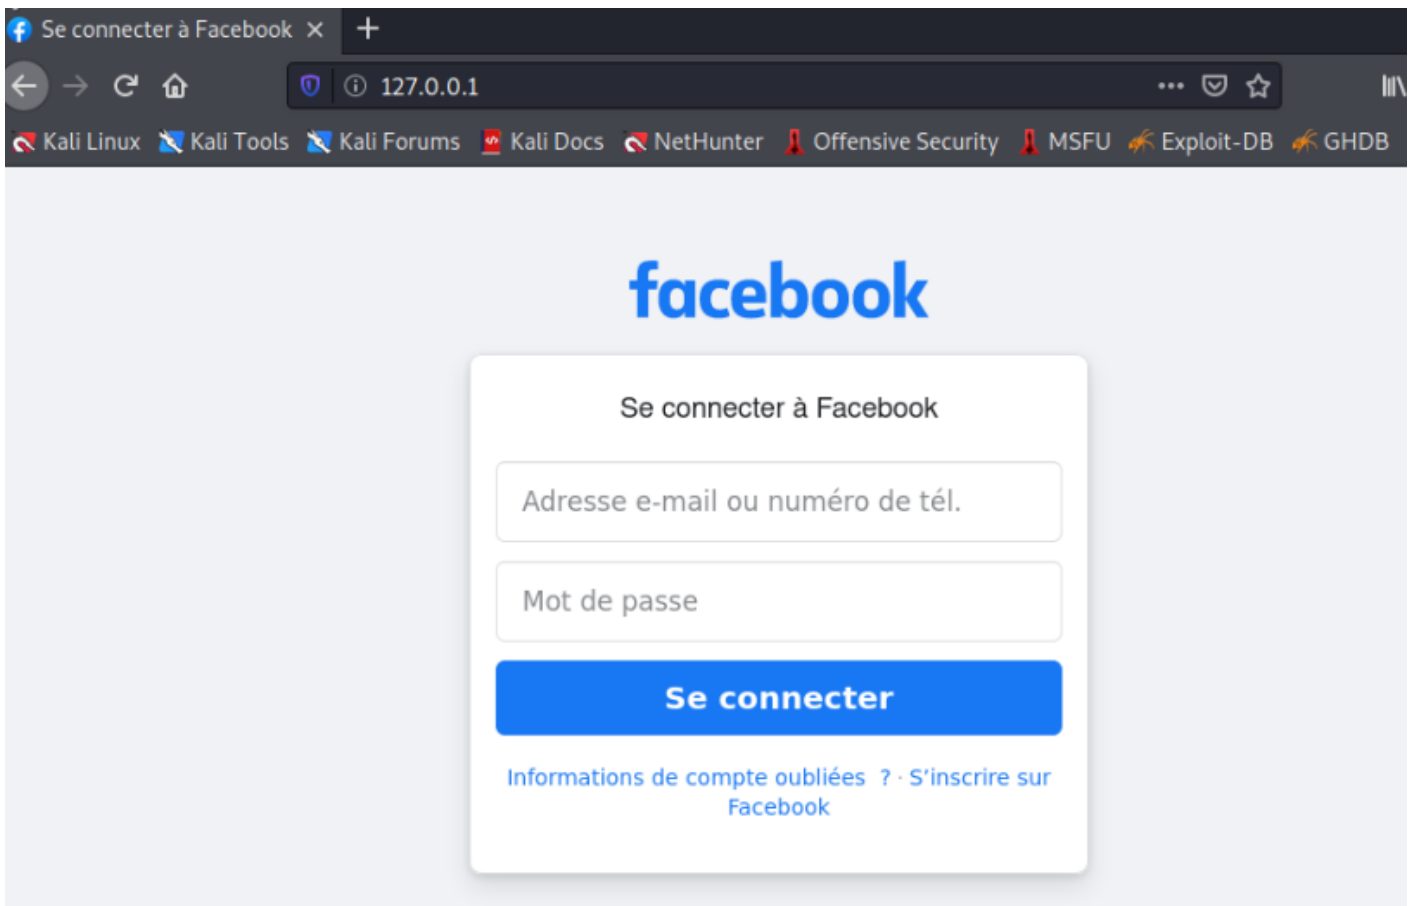 Se connecter à Facebook
127.0.0.1
Kali Linux Kali Tools Kali Forums Kali Docs NetHunter Offensive Security MSFU Exploit-DB GHDB
facebook
Se connecter à Facebook
Adresse e-mail ou numéro de tél.
Mot de passe
Se connecter
Informations de compte oubliées ? · S'inscrire sur
Facebook